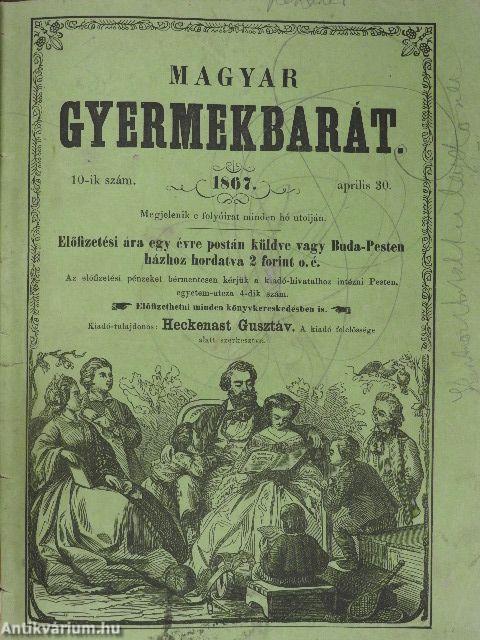 MAGYAR
GYERMEKBARÁT.
10-ik szám.
1867.
aprilis 30.
Megjelenik e folyóirat minden hó utolján.
Előfizetési ára egy évre postán küldve vagy Buda-Pesten
házhoz hordatva 2 forint o. é.
Az előfizetési pénzeket bérmentesen kérjük a kiadó-hivatalhoz intézni Pesten,
egyetem-utcza 4-dik szám.
Előfizethetni minden könyvkereskedésben is.
Kiadó-tulajdonos: Heckenast Gusztáv. A kiadó felelőssége
alatt szerkesztve.
Antikvárium.hu